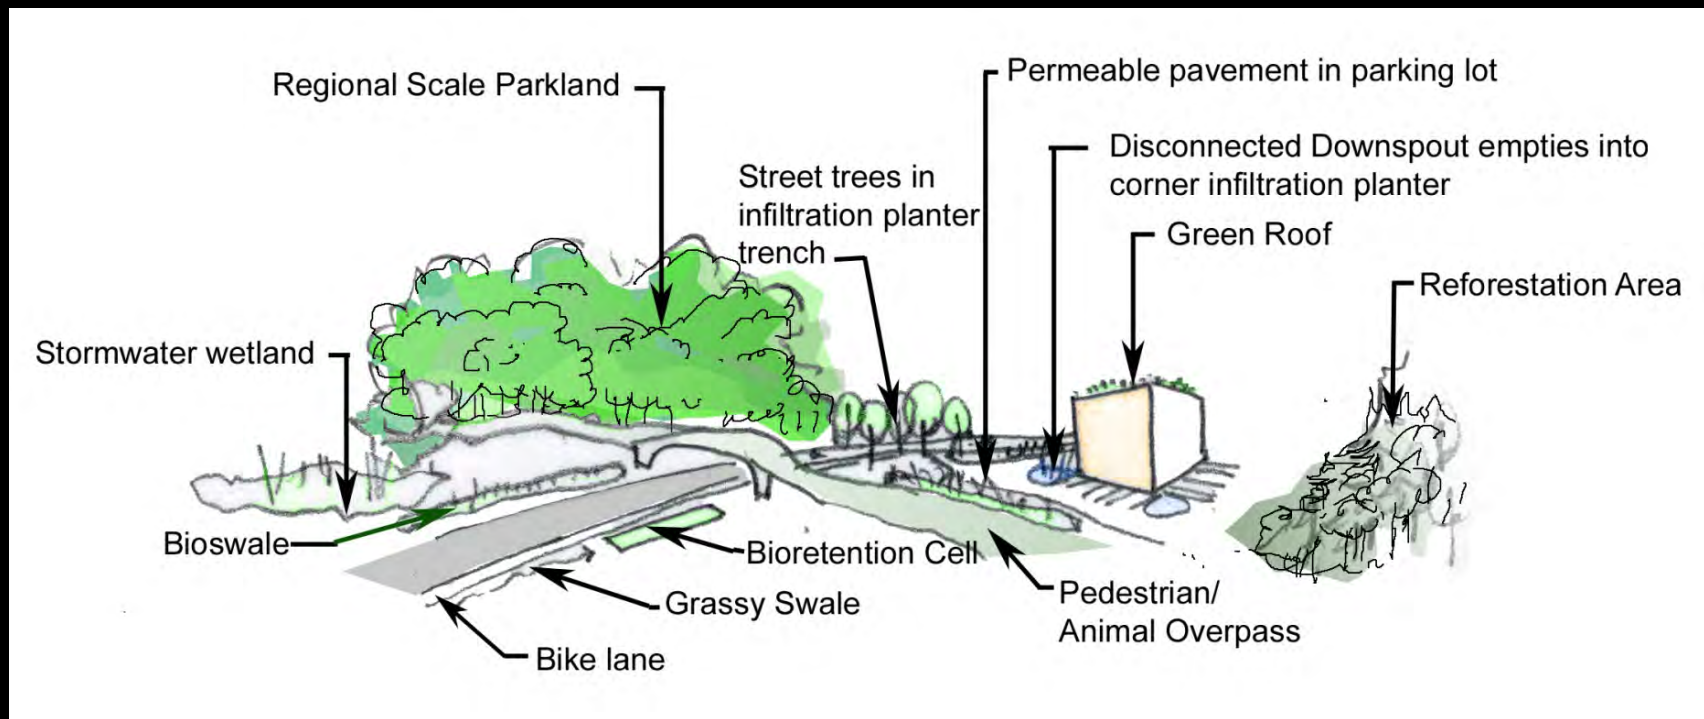 Regional Scale Parkland
Permeable pavement in parking lot
Disconnected Downspout empties into
corner infiltration planter
Street trees in
infiltration planter
trench
Green Roof
Reforestation Area
Stormwater wetland
Bioswale
Bioretention Cell
Grassy Swale
Pedestrian/
Animal Overpass
Bike lane